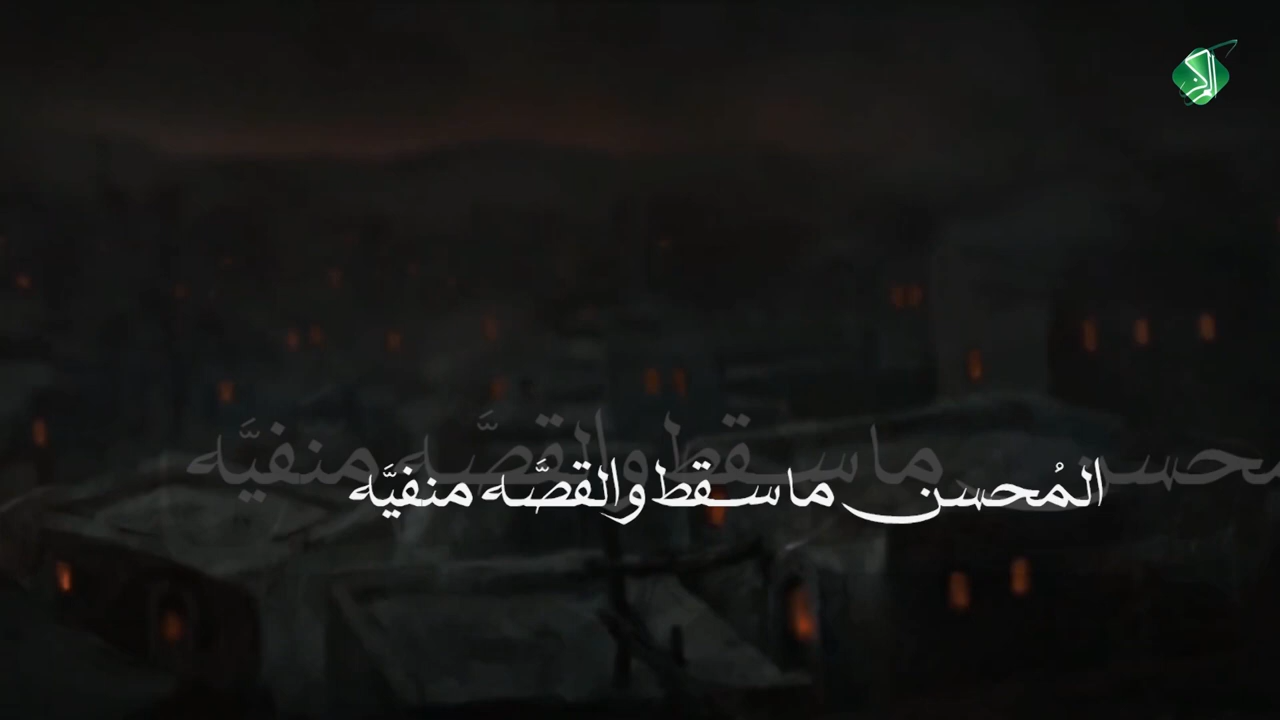 المُحسن ما سقط والقصَّه منفيَّه